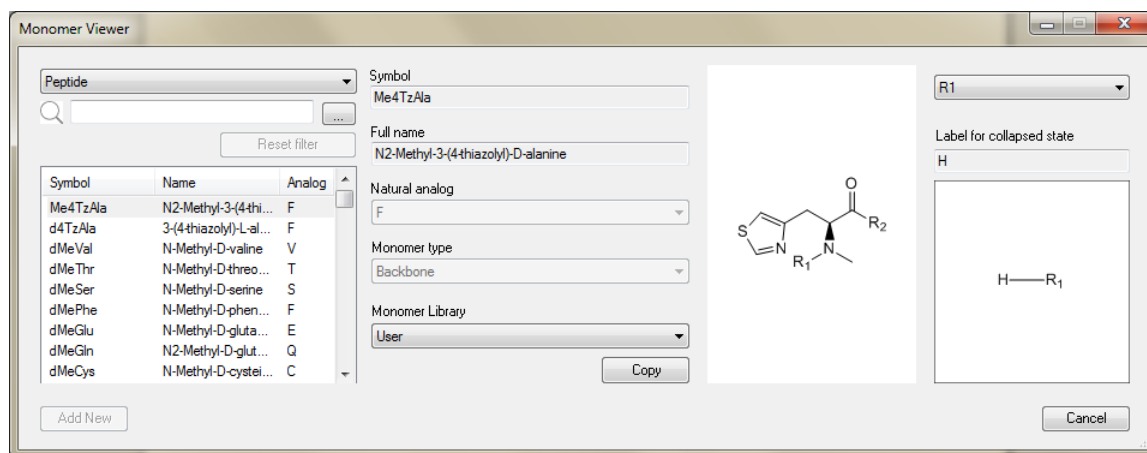 Monomer Viewer
Peptide
...
Reset filter
Symbol Name Analog
Me4TzAla N2-Methyl-3-(4-thi... F
d4TzAla 3-(4-thiazolyl)-L-al... F
dMeVal N-Methyl-D-valine V
dMeThr N-Methyl-D-threo... T
dMeSer N-Methyl-D-serine S
dMePhe N-Methyl-D-phen... F
dMeGlu N-Methyl-D-gluta... E
dMeGln N2-Methyl-D-glut... Q
dMeCys N-Methyl-D-cystei... C
Add New
Symbol
Me4TzAla
Full name
N2-Methyl-3-(4-thiazolyl)-D-alanine
Natural analog
F
Monomer type
Backbone
Monomer Library
User
Copy
O
R2
S
N
N
R1
R1
Label for collapsed state
H
H R1
Cancel